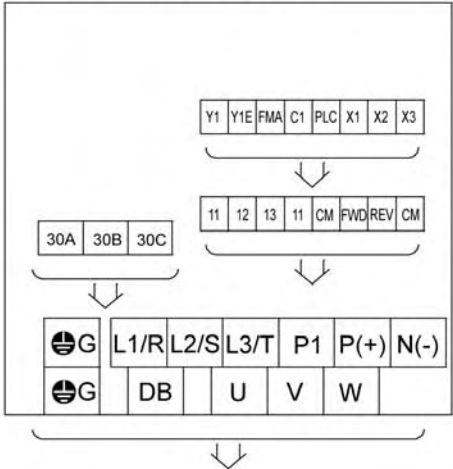 Y1 Y1E FMA C1 PLC X1 X2 X3
11 12 13 11 CM FWD REV CM
30A 30B 30C
G L1/R L2/S L3/T P1 P(+) N(-)
G DB U V W